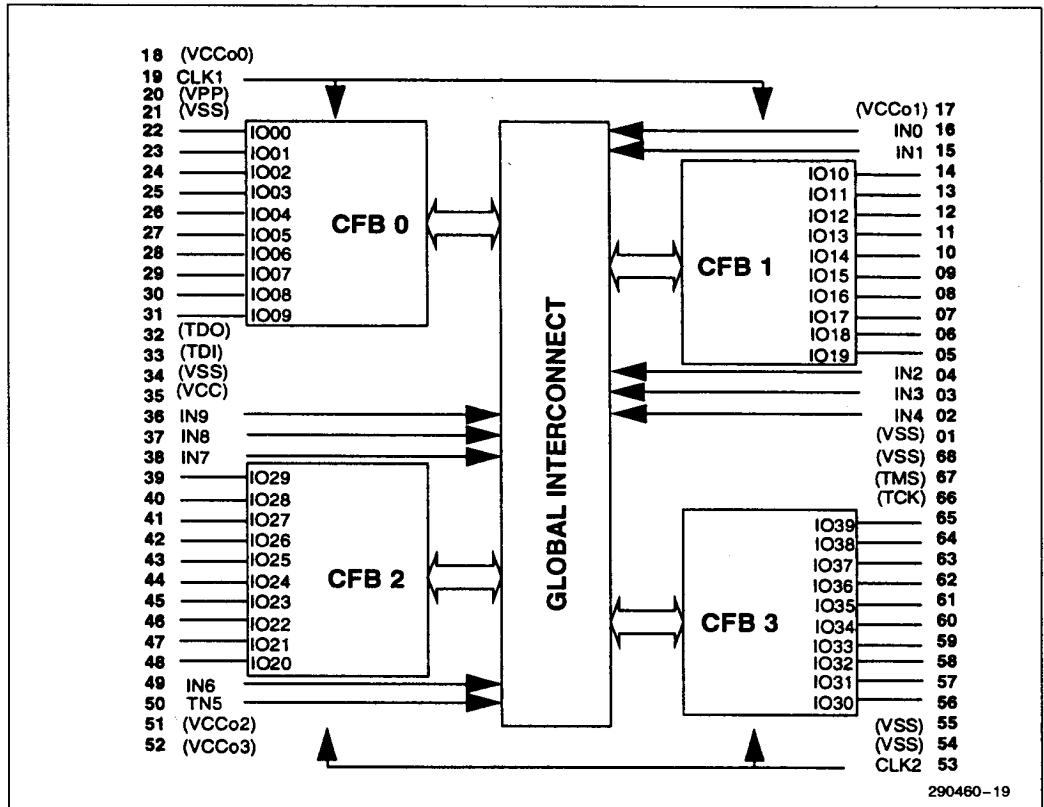 18 (VCCo0)
19 CLK1
20 (VPP)
21 (VSS)
22 IO00
23 IO01
24 IO02
25 IO03
26 IO04
27 IO05
28 IO06
29 IO07
30 IO08
31 IO09
CFB 0
32 (TDO)
33 (TDI)
34 (VSS)
35 (VCC)
36 IN9
37 IN8
38 IN7
39 IO29
40 IO28
41 IO27
42 IO26
43 IO25
44 IO24
45 IO23
46 IO22
47 IO21
48 IO20
CFB 2
49 IN6
50 TN5
51 (VCCo2)
52 (VCCo3)
GLOBAL INTERCONNECT
(VCCo1) 17
IN0 16
IN1 15
IO10 14
IO11 13
IO12 12
IO13 11
IO14 10
IO15 09
IO16 08
IO17 07
IO18 06
IO19 05
CFB 1
IN2 04
IN3 03
IN4 02
(VSS) 01
(VSS) 68
(TMS) 67
(TCK) 66
IO39 65
IO38 64
IO37 63
IO36 62
IO35 61
IO34 60
IO33 59
IO32 58
IO31 57
IO30 56
CFB 3
(VSS) 55
(VSS) 54
CLK2 53
290460-19